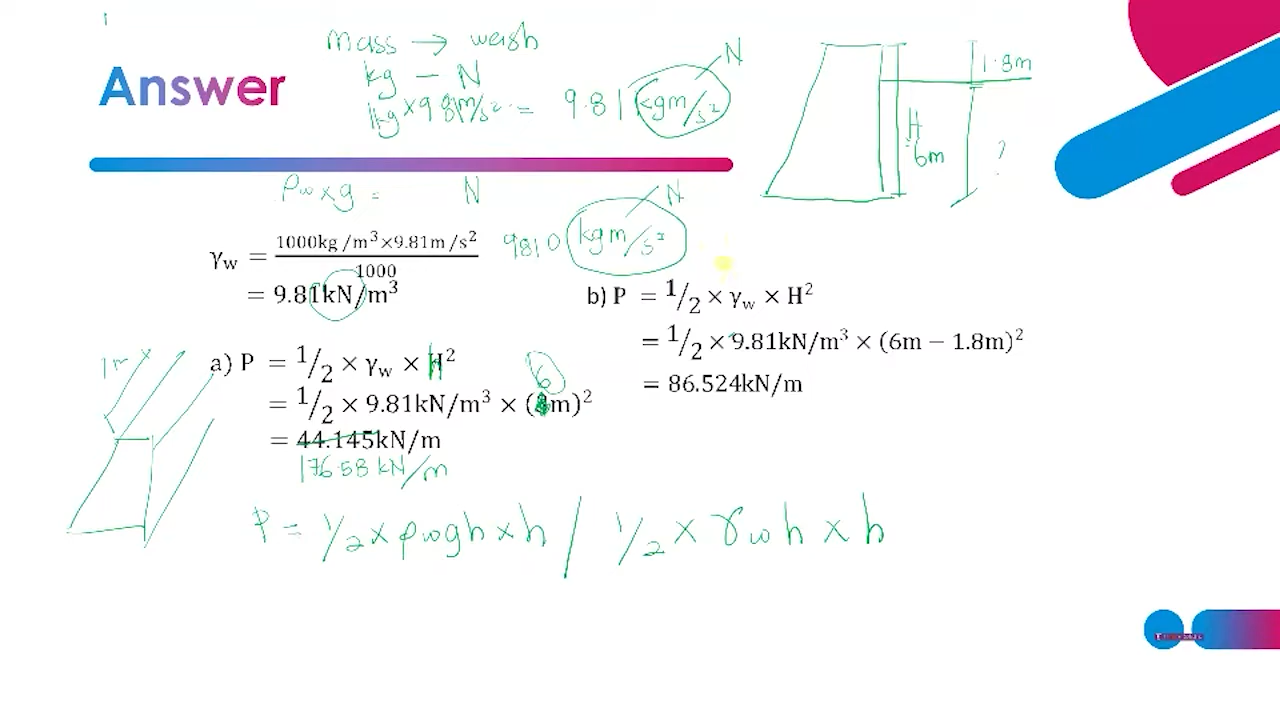 mass → weigh
Answer
kg – N
kg × 9.81m/s² = 9.81 kgm/s² N
1.8m
H
6m
?
ρw × g = N
γw = 1000kg /m³×9.81m /s² / 1000
9810 kgm/s² N
= 9.81kN/m³
b) P = 1/2 × γw × H²
= 1/2 × 9.81kN/m³ × (6m − 1.8m)²
= 86.524kN/m
1m
a) P = 1/2 × γw × h²
6
= 1/2 × 9.81kN/m³ × (m)²
= 44.145kN/m
176.58 kN/m
P = 1/2 × ρwgh × h / 1/2 × γwh × h